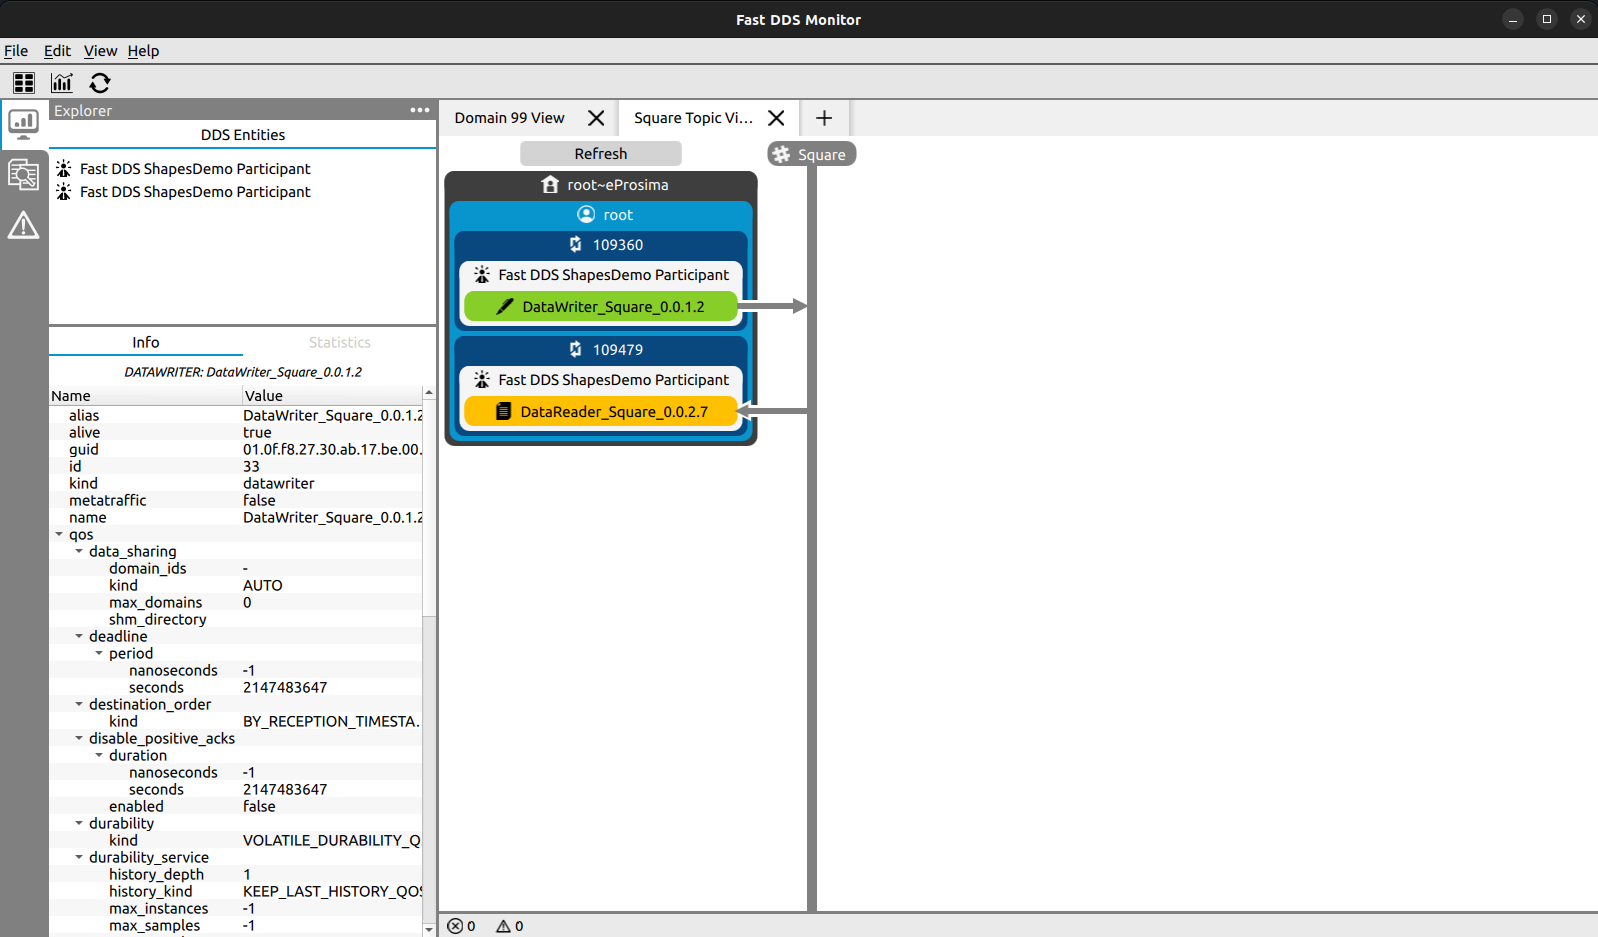 Fast DDS Monitor
File Edit View Help
Explorer
DDS Entities
Fast DDS ShapesDemo Participant
Fast DDS ShapesDemo Participant
Info Statistics
DATAWRITER: DataWriter_Square_0.0.1.2
Name Value
alias DataWriter_Square_0.0.1.2
alive true
guid 01.0f.f8.27.30.ab.17.be.00.
id 33
kind datawriter
metatraffic false
name DataWriter_Square_0.0.1.2
qos
data_sharing
domain_ids -
kind AUTO
max_domains 0
shm_directory
deadline
period
nanoseconds -1
seconds 2147483647
destination_order
kind BY_RECEPTION_TIMESTA.
disable_positive_acks
duration
nanoseconds -1
seconds 2147483647
enabled false
durability
kind VOLATILE_DURABILITY_Q
durability_service
history_depth 1
history_kind KEEP_LAST_HISTORY_QOS
max_instances -1
max_samples -1
Domain 99 View
Square Topic Vi...
Refresh
Square
root~eProsima
root
109360
Fast DDS ShapesDemo Participant
DataWriter_Square_0.0.1.2
109479
Fast DDS ShapesDemo Participant
DataReader_Square_0.0.2.7
0 0